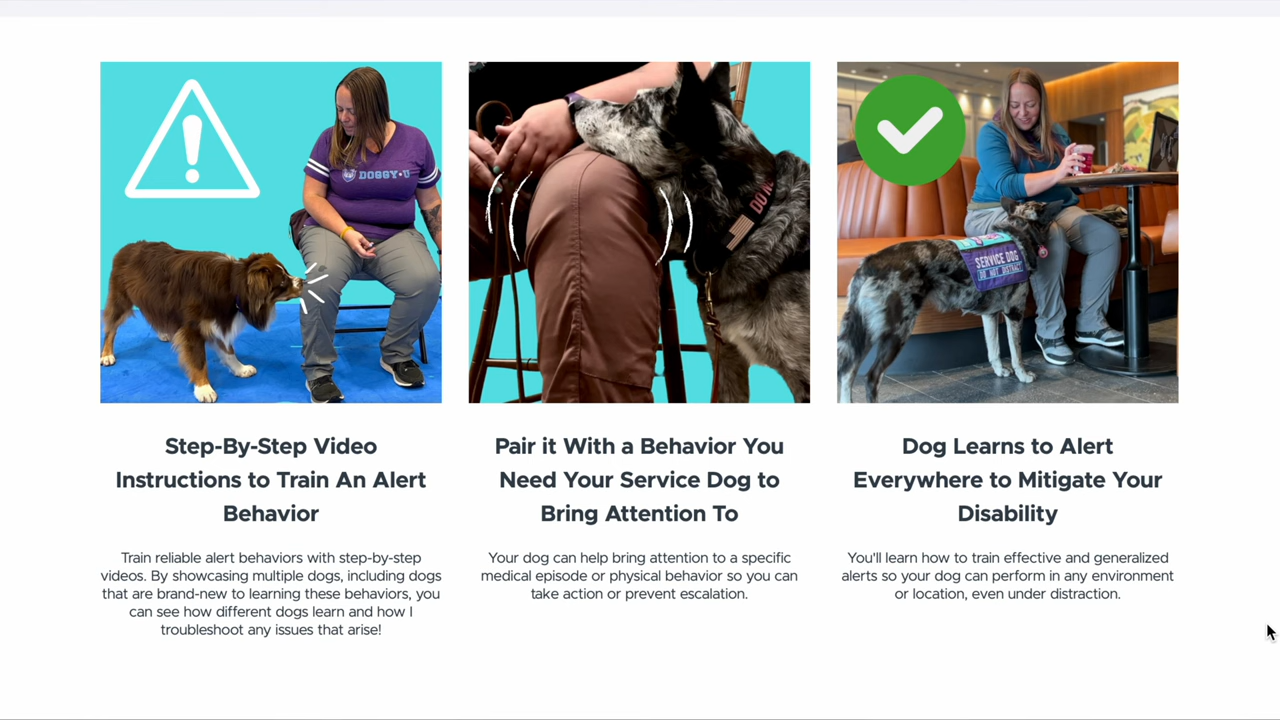 DOGGY-U
SERVICE DOG
DO NOT DISTRACT
Step-By-Step Video
Instructions to Train An Alert
Behavior
Train reliable alert behaviors with step-by-step
videos. By showcasing multiple dogs, including dogs
that are brand-new to learning these behaviors, you
can see how different dogs learn and how I
troubleshoot any issues that arise!
Pair it With a Behavior You
Need Your Service Dog to
Bring Attention To
Your dog can help bring attention to a specific
medical episode or physical behavior so you can
take action or prevent escalation.
Dog Learns to Alert
Everywhere to Mitigate Your
Disability
You'll learn how to train effective and generalized
alerts so your dog can perform in any environment
or location, even under distraction.